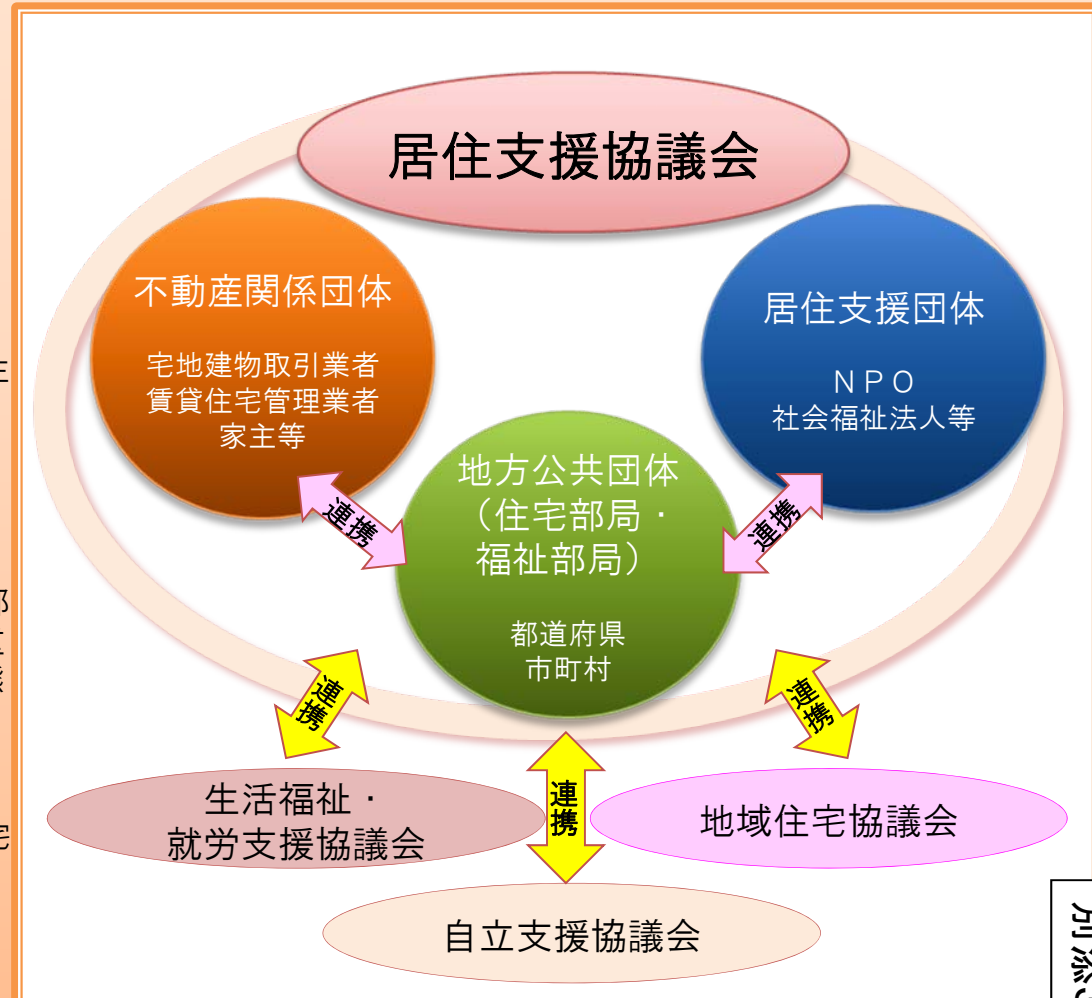 居住支援協議会
不動産関係団体
宅地建物取引業者
賃貸住宅管理業者
家主等
居住支援団体
ＮＰＯ
社会福祉法人等
地方公共団体
（住宅部局・
福祉部局）
都道府県
市町村
連携
連携
連携
連携
連携
生活福祉・
就労支援協議会
地域住宅協議会
自立支援協議会
別添